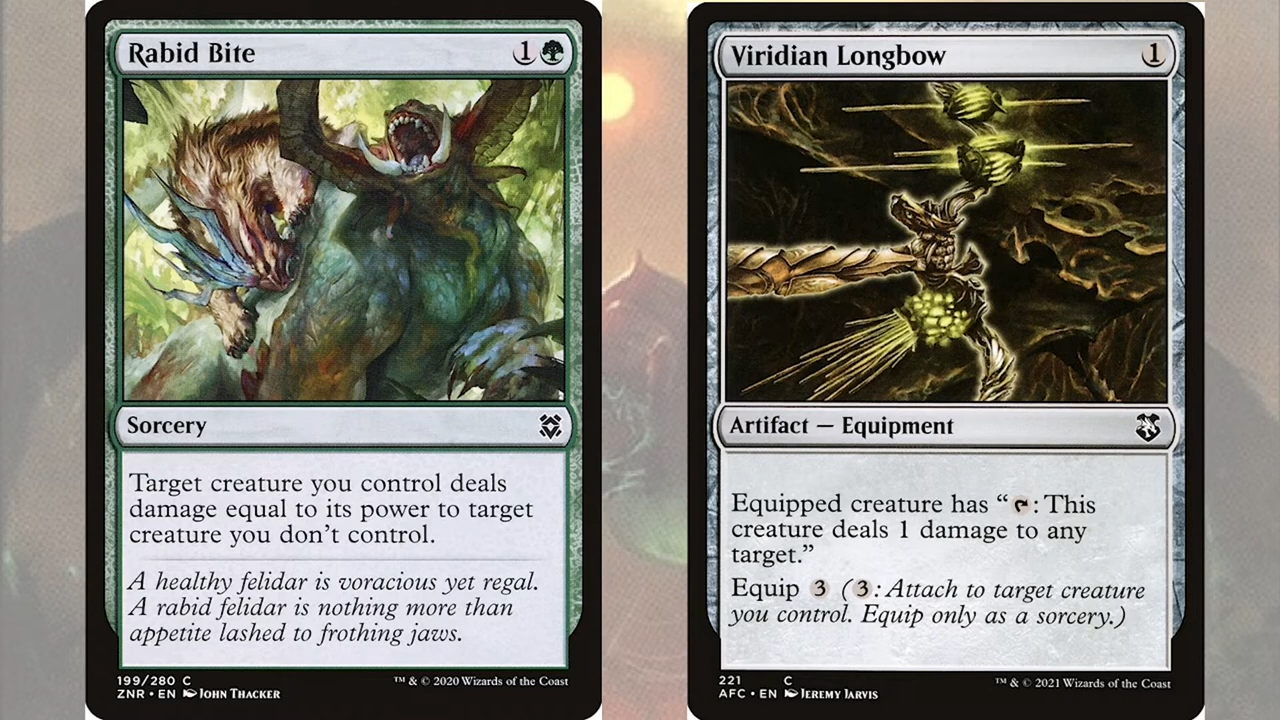 Rabid Bite 1
Sorcery
Target creature you control deals
damage equal to its power to target
creature you don't control.
A healthy felidar is voracious yet regal.
A rabid felidar is nothing more than
appetite lashed to frothing jaws.
199/280 C
ZNR • EN JOHN THACKER
™ & © 2020 Wizards of the Coast
Viridian Longbow 1
Artifact — Equipment
Equipped creature has “ : This
creature deals 1 damage to any
target.”
Equip 3 (3: Attach to target creature
you control. Equip only as a sorcery.)
221 C
AFC • EN JEREMY JARVIS
™ & © 2021 Wizards of the Coast